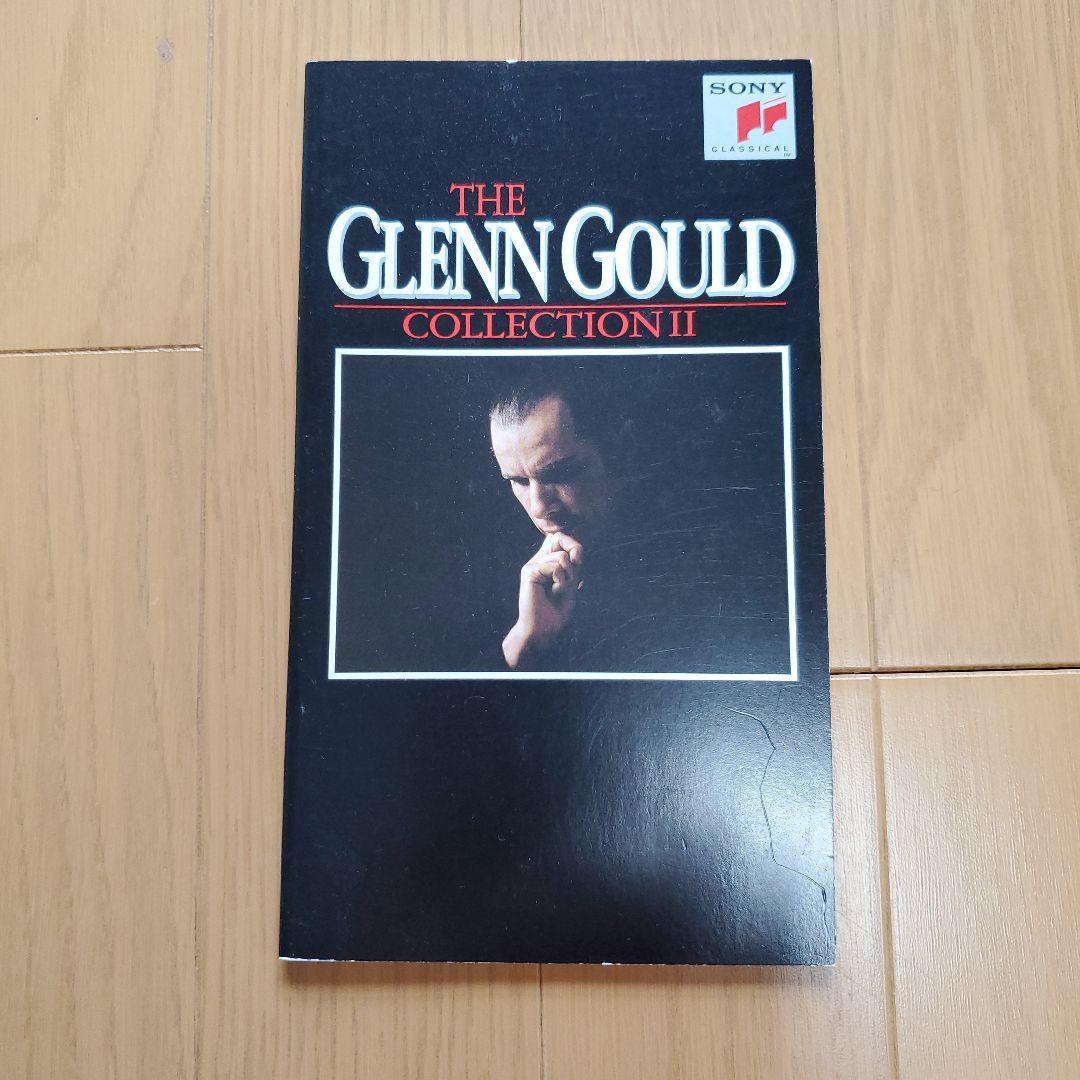 SONY
CLASSICAL
THE
GLENN GOULD
COLLECTION II